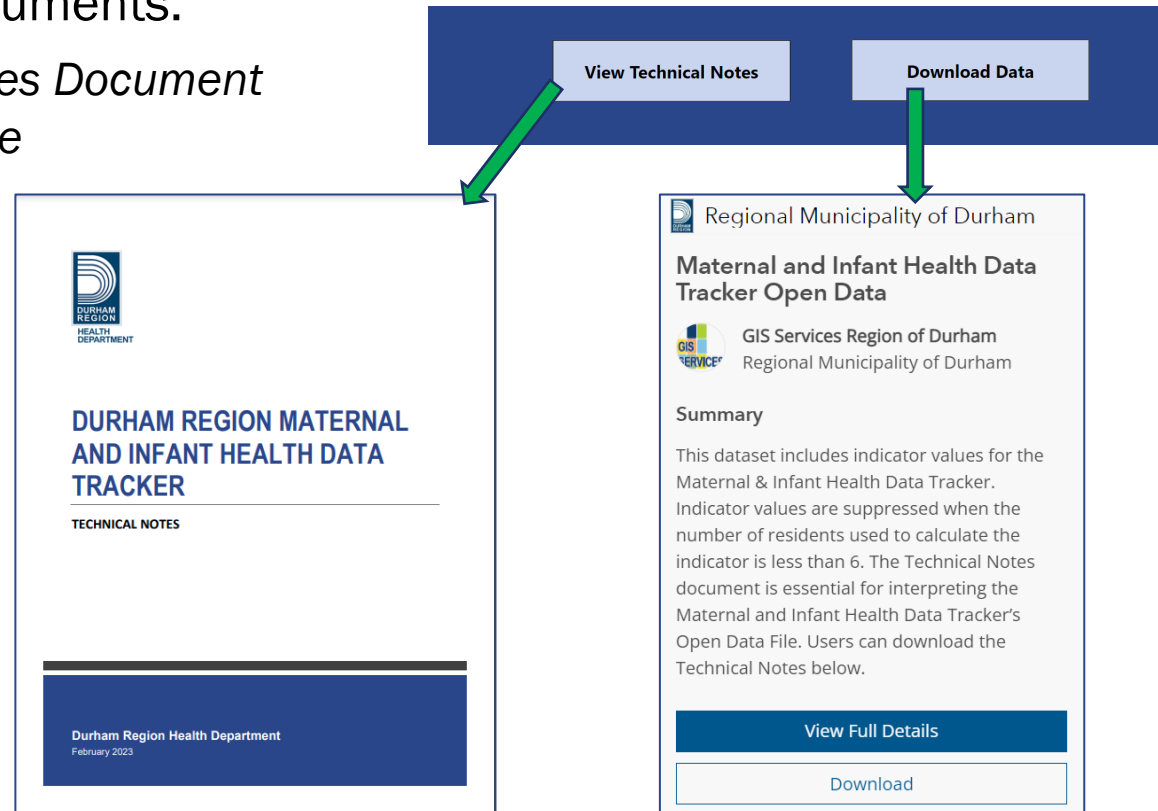 uments.
es Document
e
View Technical Notes
Download Data
DURHAM
REGION
HEALTH
DEPARTMENT
DURHAM REGION MATERNAL
AND INFANT HEALTH DATA
TRACKER
TECHNICAL NOTES
Durham Region Health Department
February 2023
Regional Municipality of Durham
Maternal and Infant Health Data
Tracker Open Data
GIS
SERVICES
GIS Services Region of Durham
Regional Municipality of Durham
Summary
This dataset includes indicator values for the
Maternal & Infant Health Data Tracker.
Indicator values are suppressed when the
number of residents used to calculate the
indicator is less than 6. The Technical Notes
document is essential for interpreting the
Maternal and Infant Health Data Tracker’s
Open Data File. Users can download the
Technical Notes below.
View Full Details
Download